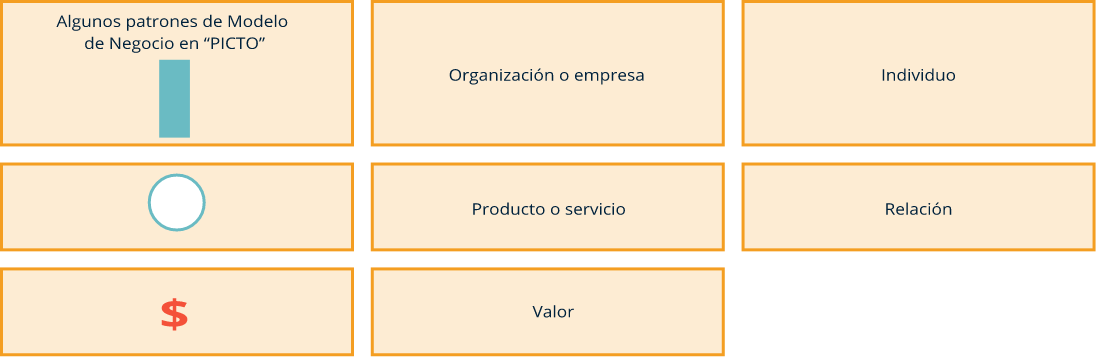 Algunos patrones de Modelo
de Negocio en “PICTO”
Organización o empresa
Individuo
Producto o servicio
Relación
$
Valor